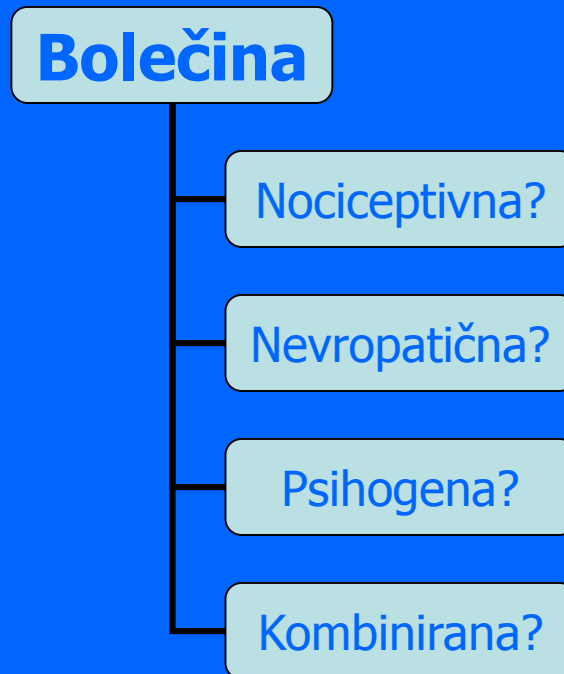 Bolečina
Nociceptivna?
Nevropatična?
Psihogena?
Kombinirana?